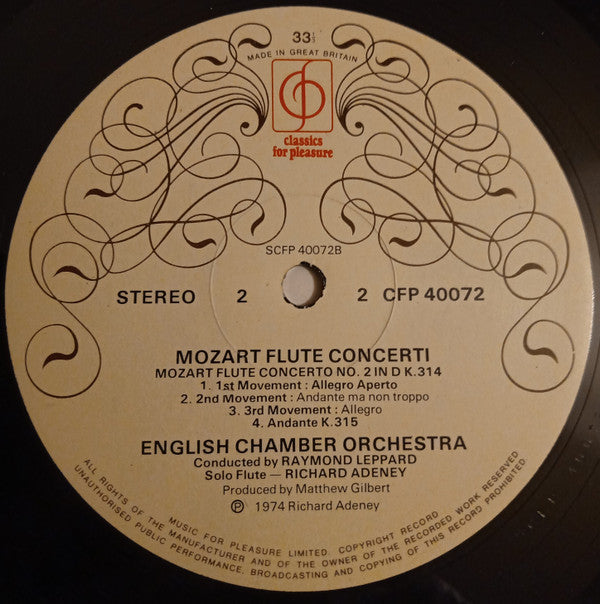 33⅓
MADE IN GREAT BRITAIN
classics
for pleasure
SCFP 40072B
STEREO 2 2 CFP 40072
MOZART FLUTE CONCERTI
MOZART FLUTE CONCERTO NO. 2 IN D K.314
1. 1st Movement : Allegro Aperto
2. 2nd Movement : Andante ma non troppo
3. 3rd Movement : Allegro
4. Andante K.315
ENGLISH CHAMBER ORCHESTRA
Conducted by RAYMOND LEPPARD
Solo Flute — RICHARD ADENEY
Produced by Matthew Gilbert
Ⓟ 1974 Richard Adeney
MUSIC FOR PLEASURE LIMITED. COPYRIGHT RECORD
ALL RIGHTS OF THE MANUFACTURER AND OF THE OWNER OF THE RECORDED WORK RESERVED
UNAUTHORISED PUBLIC PERFORMANCE, BROADCASTING AND COPYING OF THIS RECORD PROHIBITED